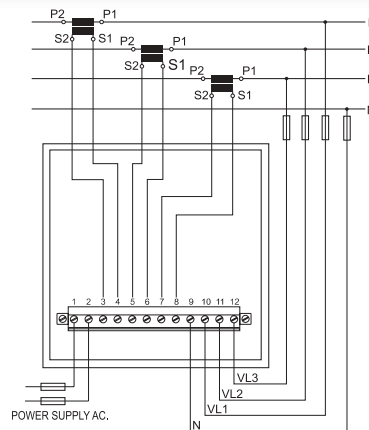 P2 P1
S2 S1
P2 P1
S2 S1
P2 P1
S2 S1
1 2 3 4 5 6 7 8 9 10 11 12
VL3
VL2
VL1
N
POWER SUPPLY AC.